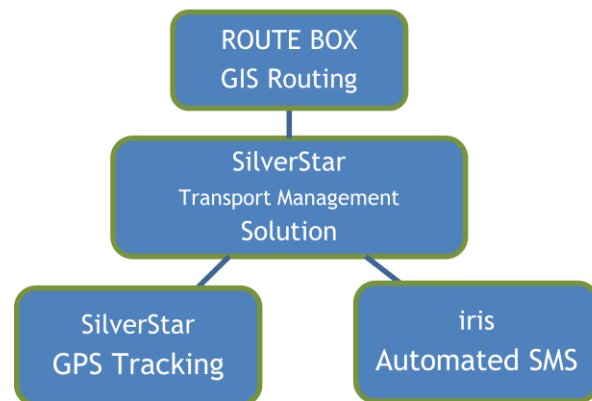 ROUTE BOX
GIS Routing
SilverStar
Transport Management
Solution
SilverStar
GPS Tracking
iris
Automated SMS